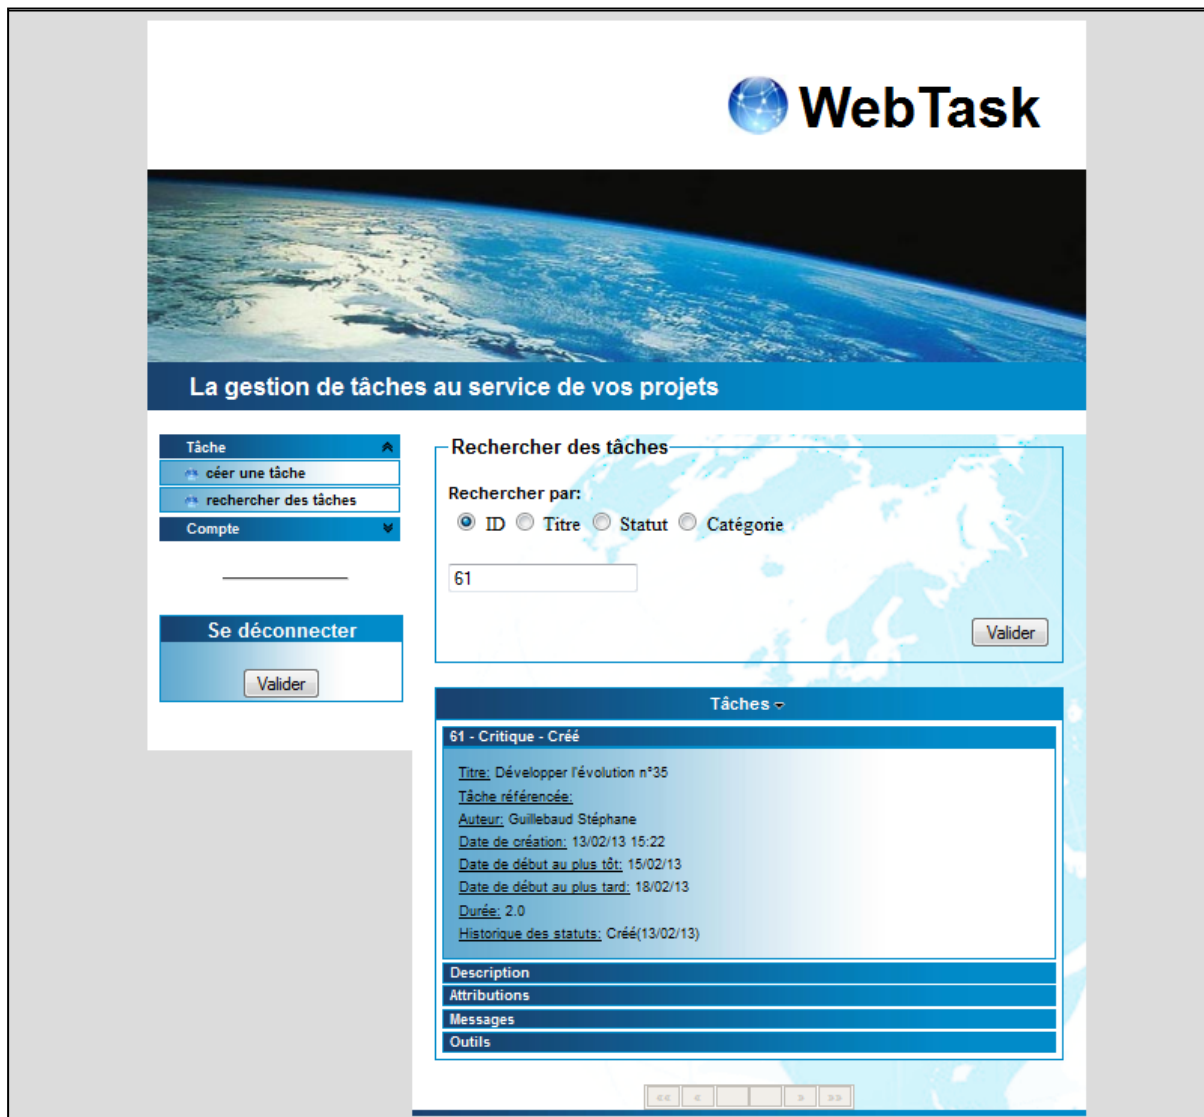 WebTask
La gestion de tâches au service de vos projets
Tâche
céer une tâche
rechercher des tâches
Compte
Se déconnecter
Valider
Rechercher des tâches
Rechercher par:
ID Titre Statut Catégorie
61
Valider
Tâches
61 - Critique - Créé
Titre: Développer l'évolution n°35
Tâche référencée:
Auteur: Guillebaud Stéphane
Date de création: 13/02/13 15:22
Date de début au plus tôt: 15/02/13
Date de début au plus tard: 18/02/13
Durée: 2.0
Historique des statuts: Créé(13/02/13)
Description
Attributions
Messages
Outils
«« « » »»